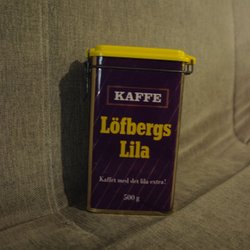 KAFFE
Löfbergs
Lila
Kaffet med det lila extra!
500 g